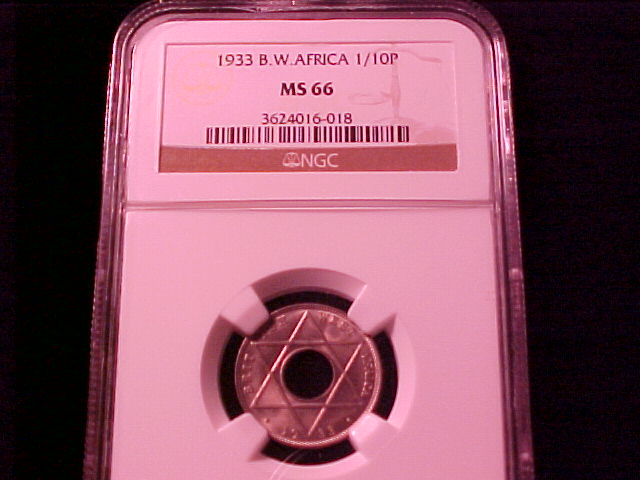 1933 B.W.AFRICA 1/10P
MS 66
3624016-018
NGC